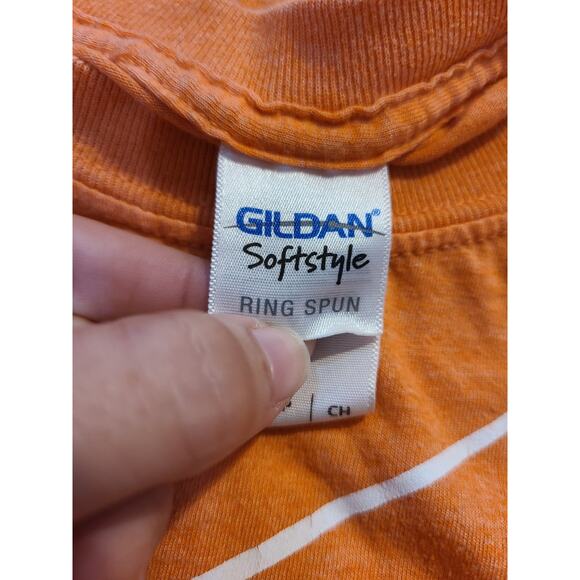 GILDAN®
Softstyle
RING SPUN
P | CH